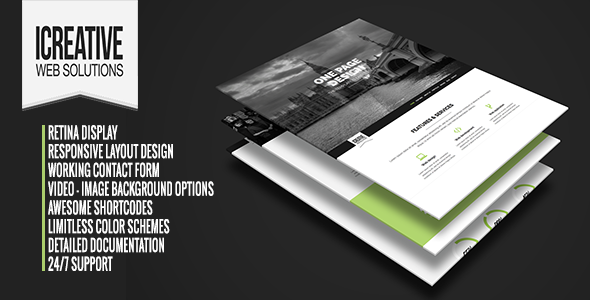 ICREATIVE
WEB SOLUTIONS
RETINA DISPLAY
RESPONSIVE LAYOUT DESIGN
WORKING CONTACT FORM
VIDEO - IMAGE BACKGROUND OPTIONS
AWESOME SHORTCODES
LIMITLESS COLOR SCHEMES
DETAILED DOCUMENTATION
24/7 SUPPORT
ONE PAGE
DESIGN
FEATURES & SERVICES